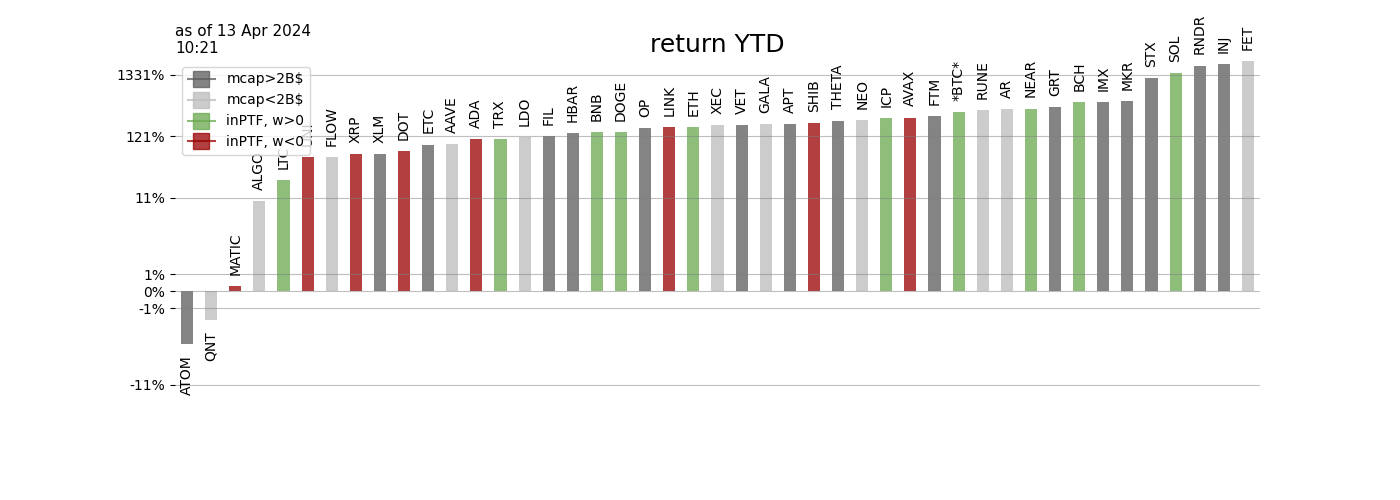 as of 13 Apr 2024
10:21
return YTD
mcap>2B$
mcap<2B$
inPTF, w>0
inPTF, w<0
1331%
121%
11%
1%
0%
-1%
-11%
ATOM
QNT
MATIC
ALGO
LTC
UNI
FLOW
XRP
XLM
DOT
ETC
AAVE
ADA
TRX
LDO
FIL
HBAR
BNB
DOGE
OP
LINK
ETH
XEC
VET
GALA
APT
SHIB
THETA
NEO
ICP
AVAX
FTM
*BTC*
RUNE
AR
NEAR
GRT
BCH
IMX
MKR
STX
SOL
RNDR
INJ
FET